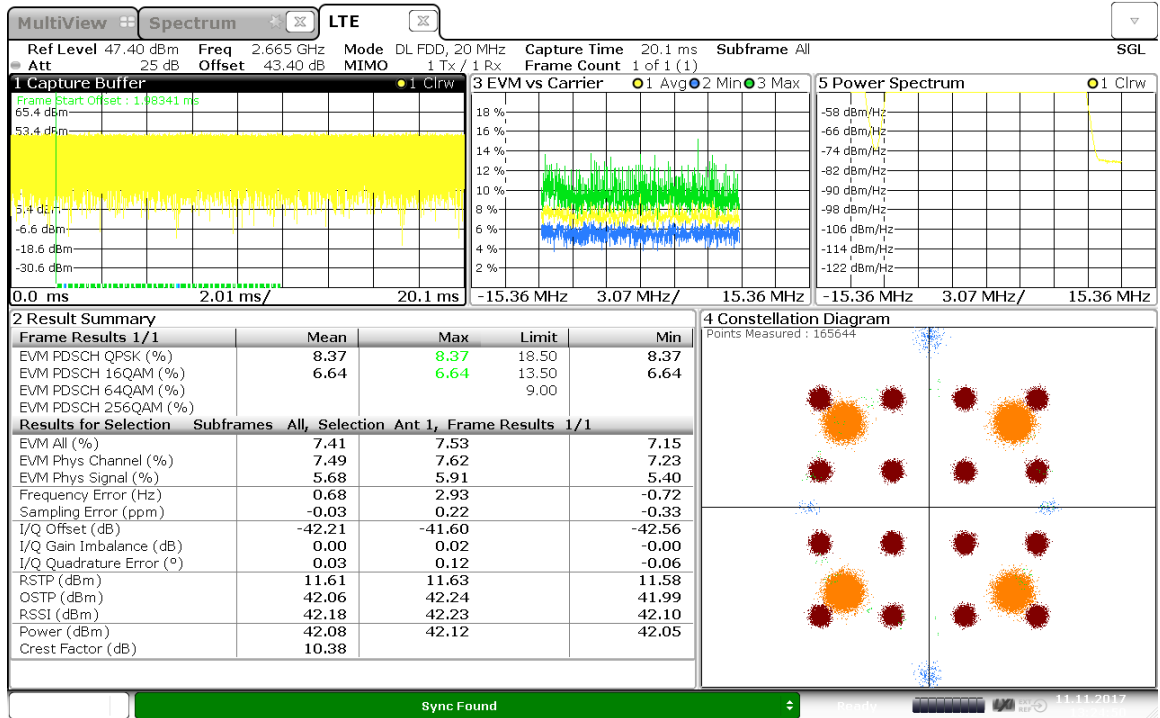 MultiView Spectrum LTE
Ref Level 47.40 dBm Freq 2.665 GHz Mode DL FDD, 20 MHz Capture Time 20.1 ms Subframe All SGL
Att 25 dB Offset 43.40 dB MIMO 1 Tx / 1 Rx Frame Count 1 of 1 (1)
1 Capture Buffer 1 Clrw
Frame Start Offset : 1.98341 ms
65.4 dBm
53.4 dBm
5.4 dBm
-6.6 dBm
-18.6 dBm
-30.6 dBm
0.0 ms 2.01 ms/ 20.1 ms
3 EVM vs Carrier 1 Avg 2 Min 3 Max
18 %
16 %
14 %
12 %
10 %
8 %
6 %
4 %
2 %
-15.36 MHz 3.07 MHz/ 15.36 MHz
5 Power Spectrum 1 Clrw
-58 dBm/Hz
-66 dBm/Hz
-74 dBm/Hz
-82 dBm/Hz
-90 dBm/Hz
-98 dBm/Hz
-106 dBm/Hz
-114 dBm/Hz
-122 dBm/Hz
-15.36 MHz 3.07 MHz/ 15.36 MHz
2 Result Summary
Frame Results 1/1 Mean Max Limit Min
EVM PDSCH QPSK (%) 8.37 8.37 18.50 8.37
EVM PDSCH 16QAM (%) 6.64 6.64 13.50 6.64
EVM PDSCH 64QAM (%) 9.00
EVM PDSCH 256QAM (%)
Results for Selection Subframes All, Selection Ant 1, Frame Results 1/1
EVM All (%) 7.41 7.53 7.15
EVM Phys Channel (%) 7.49 7.62 7.23
EVM Phys Signal (%) 5.68 5.91 5.40
Frequency Error (Hz) 0.68 2.93 -0.72
Sampling Error (ppm) -0.03 0.22 -0.33
I/Q Offset (dB) -42.21 -41.60 -42.56
I/Q Gain Imbalance (dB) 0.00 0.02 -0.00
I/Q Quadrature Error (º) 0.03 0.12 -0.06
RSTP (dBm) 11.61 11.63 11.58
OSTP (dBm) 42.06 42.24 41.99
RSSI (dBm) 42.18 42.23 42.10
Power (dBm) 42.08 42.12 42.05
Crest Factor (dB) 10.38
4 Constellation Diagram
Points Measured : 165644
Sync Found
Ready
LXI
11.11.2017